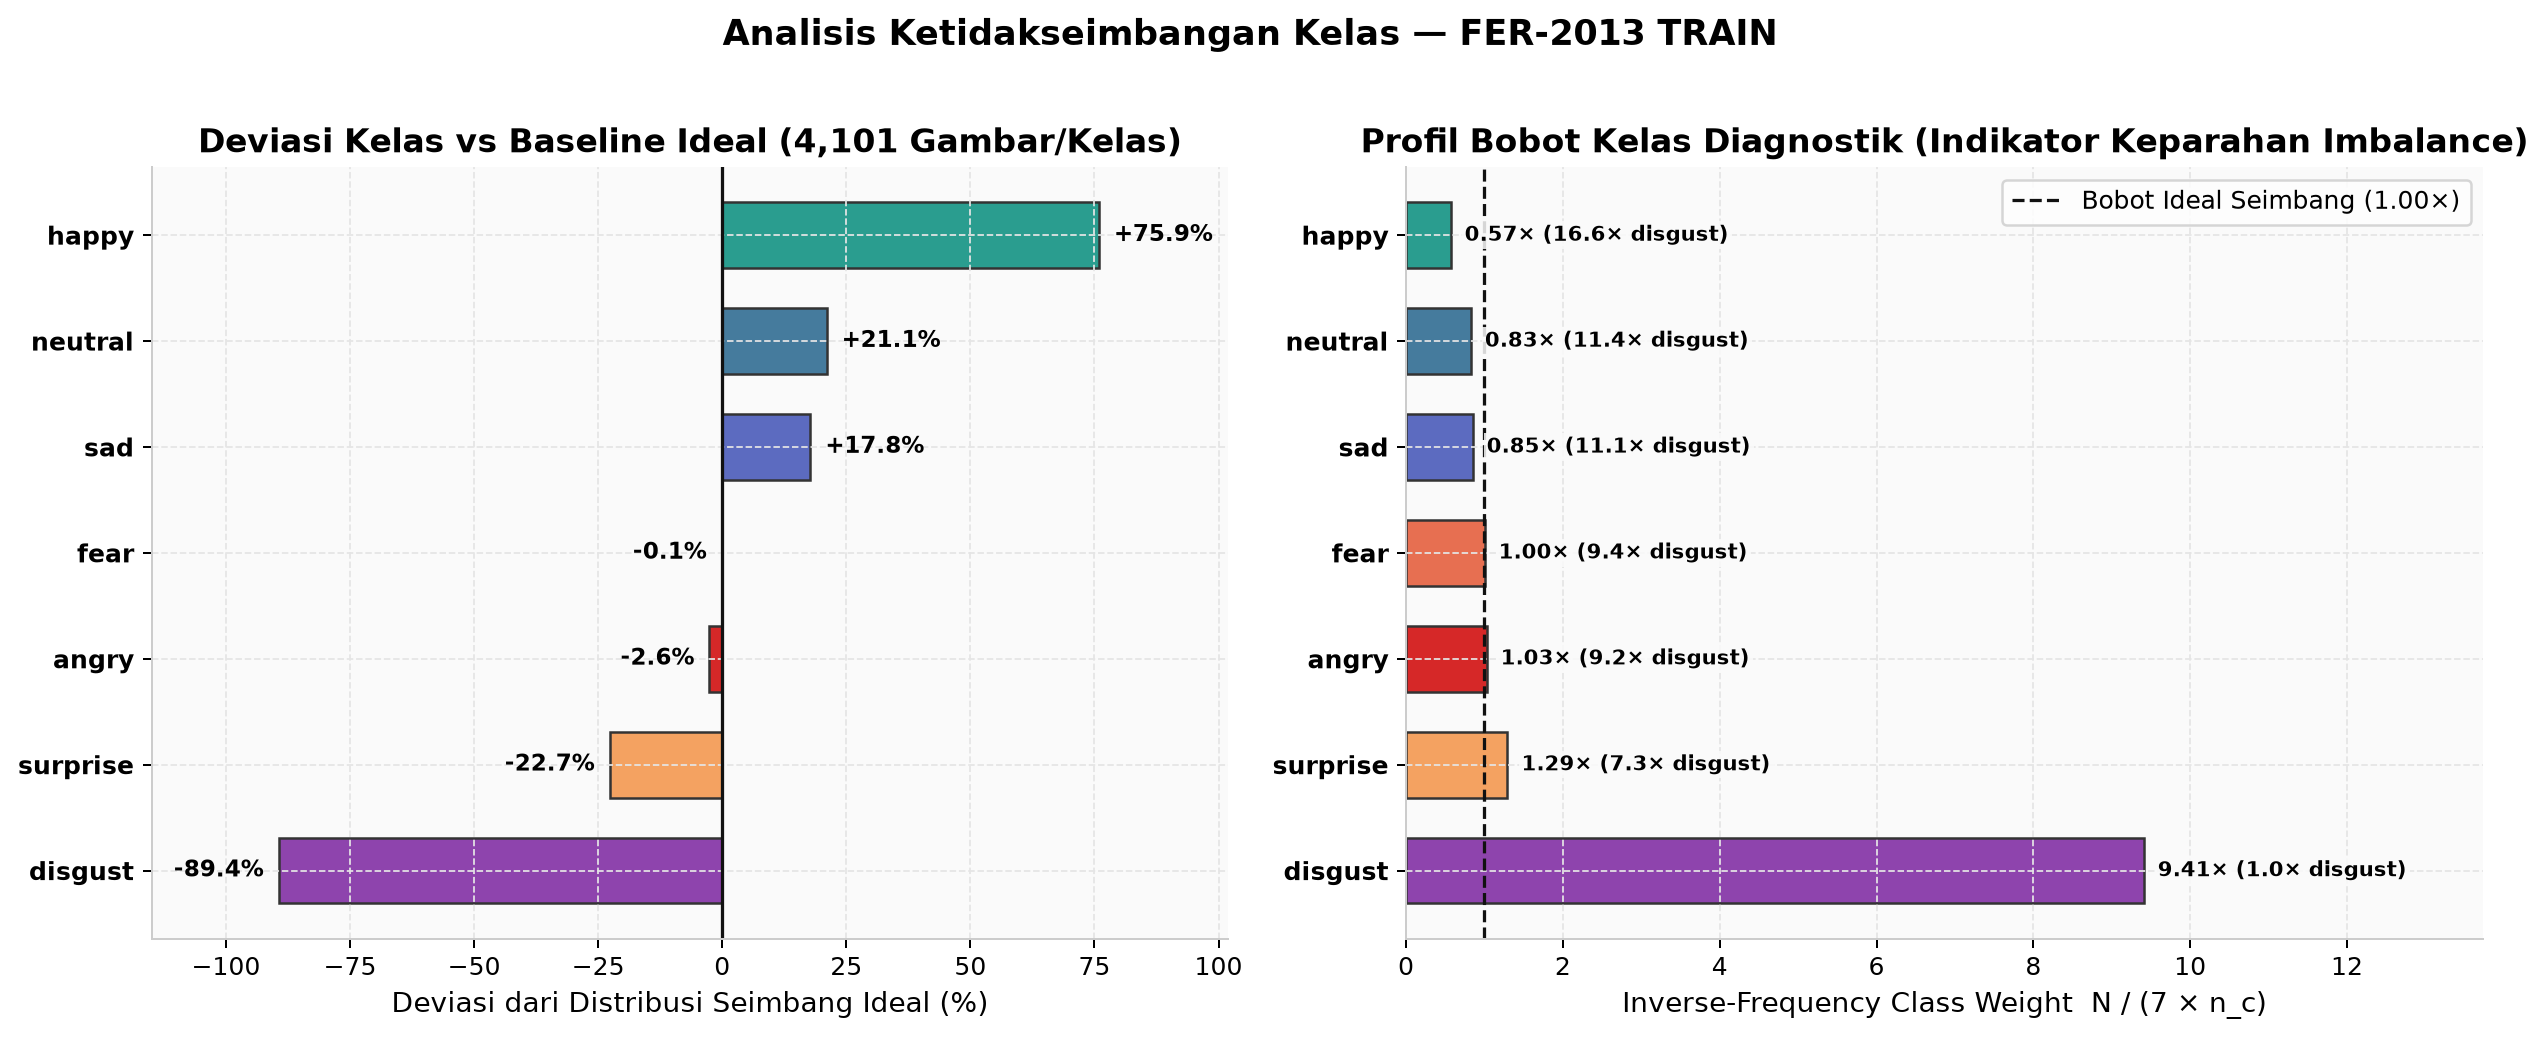 Analisis Ketidakseimbangan Kelas — FER-2013 TRAIN
Deviasi Kelas vs Baseline Ideal (4,101 Gambar/Kelas)
happy
+75.9%
neutral
+21.1%
sad
+17.8%
fear
-0.1%
angry
-2.6%
surprise
-22.7%
disgust
-89.4%
−100 −75 −50 −25 0 25 50 75 100
Deviasi dari Distribusi Seimbang Ideal (%)
Profil Bobot Kelas Diagnostik (Indikator Keparahan Imbalance)
Bobot Ideal Seimbang (1.00×)
happy
0.57× (16.6× disgust)
neutral
0.83× (11.4× disgust)
sad
0.85× (11.1× disgust)
fear
1.00× (9.4× disgust)
angry
1.03× (9.2× disgust)
surprise
1.29× (7.3× disgust)
disgust
9.41× (1.0× disgust)
0 2 4 6 8 10 12
Inverse-Frequency Class Weight  N / (7 × n_c)